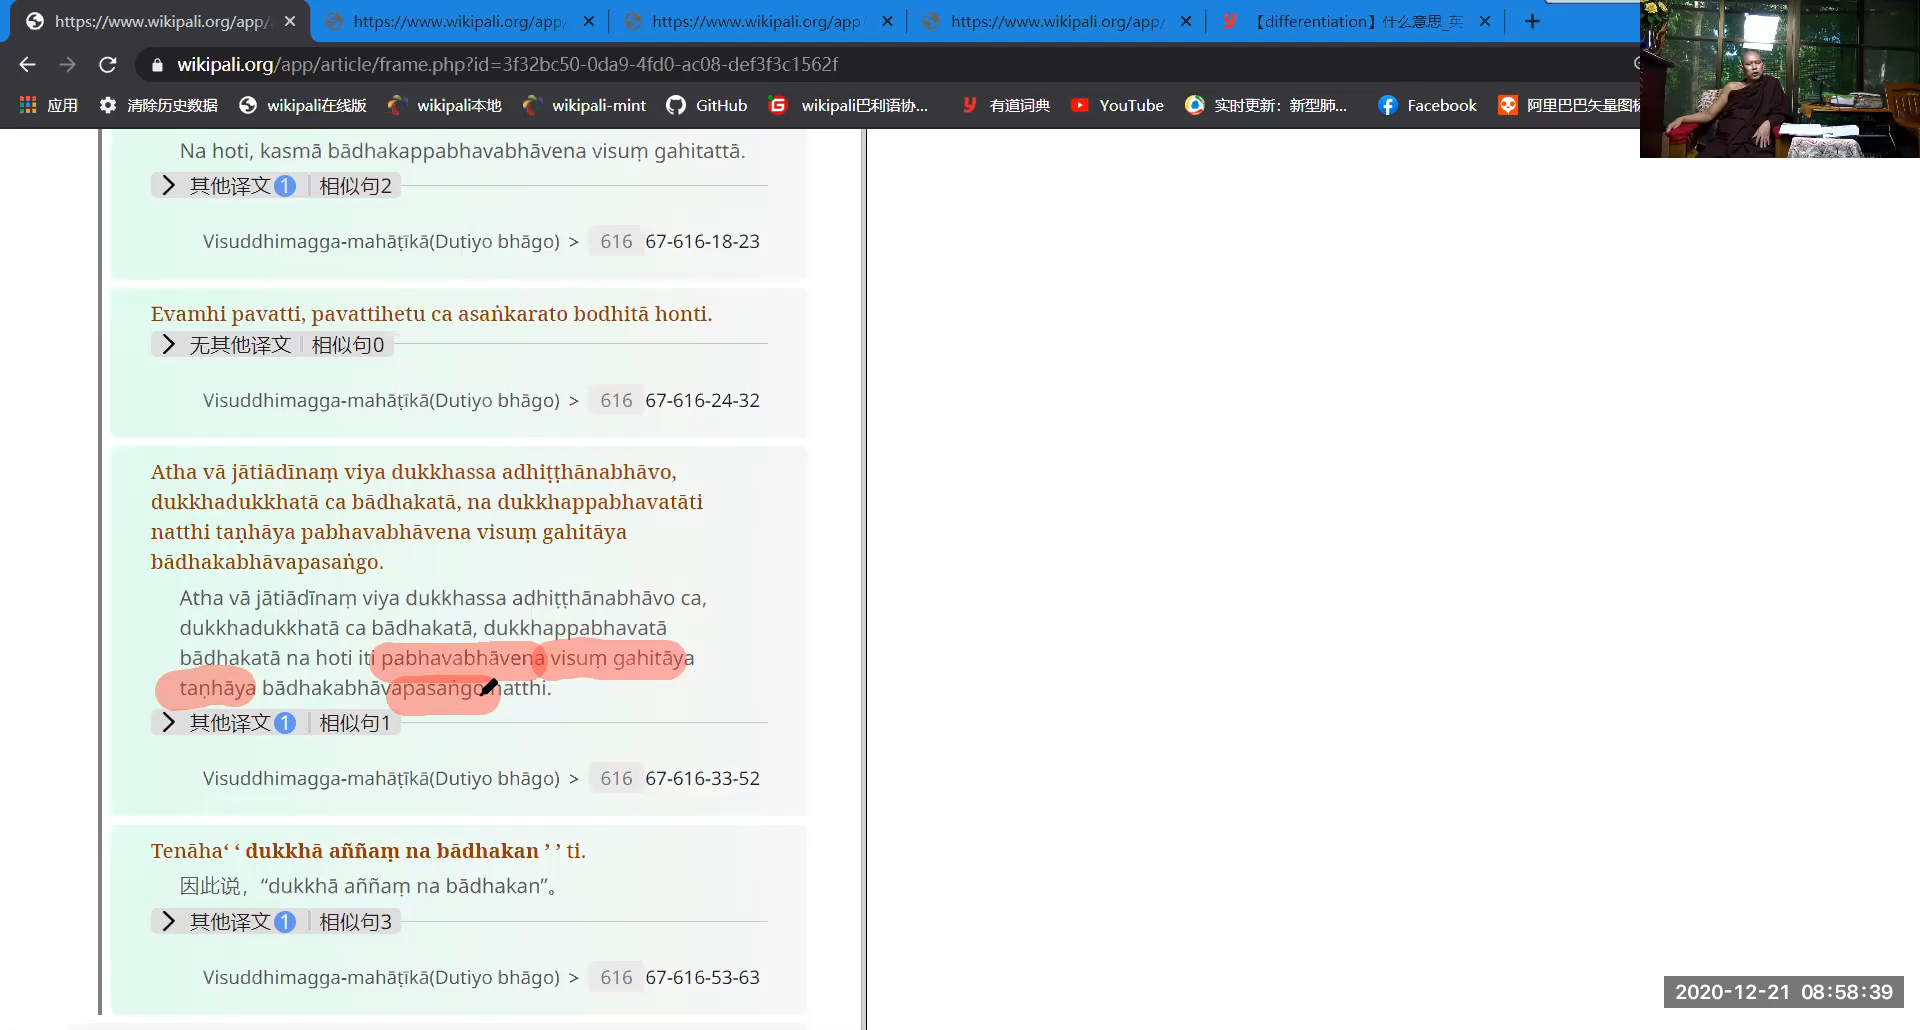 https://www.wikipali.org/app/
https://www.wikipali.org/app/
https://www.wikipali.org/app
https://www.wikipali.org/app/
【differentiation】什么意思_英
wikipali.org/app/article/frame.php?id=3f32bc50-0da9-4fd0-ac08-def3f3c1562f
应用
清除历史数据
wikipali在线版
wikipali本地
wikipali-mint
GitHub
wikipali巴利语协...
有道词典
YouTube
实时更新：新型肺...
Facebook
阿里巴巴矢量图标
Na hoti, kasmā bādhakappabhavabhāvena visuṃ gahitattā.
其他译文1 相似句2
Visuddhimagga-mahāṭīkā(Dutiyo bhāgo) > 616 67-616-18-23
Evamhi pavatti, pavattihetu ca asaṅkarato bodhitā honti.
无其他译文 相似句0
Visuddhimagga-mahāṭīkā(Dutiyo bhāgo) > 616 67-616-24-32
Atha vā jātiādīnaṃ viya dukkhassa adhiṭṭhānabhāvo,
dukkhadukkhatā ca bādhakatā, na dukkhappabhavatāti
natthi taṇhāya pabhavabhāvena visuṃ gahitāya
bādhakabhāvapasaṅgo.
Atha vā jātiādīnaṃ viya dukkhassa adhiṭṭhānabhāvo ca,
dukkhadukkhatā ca bādhakatā, dukkhappabhavatā
bādhakatā na hoti iti pabhavabhāvena visuṃ gahitāya
taṇhāya bādhakabhāvapasaṅgo natthi.
其他译文1 相似句1
Visuddhimagga-mahāṭīkā(Dutiyo bhāgo) > 616 67-616-33-52
Tenāha‘ ‘ dukkhā aññaṃ na bādhakan ’ ’ ti.
因此说，“dukkhā aññaṃ na bādhakan”。
其他译文1 相似句3
Visuddhimagga-mahāṭīkā(Dutiyo bhāgo) > 616 67-616-53-63
2020-12-21 08:58:39